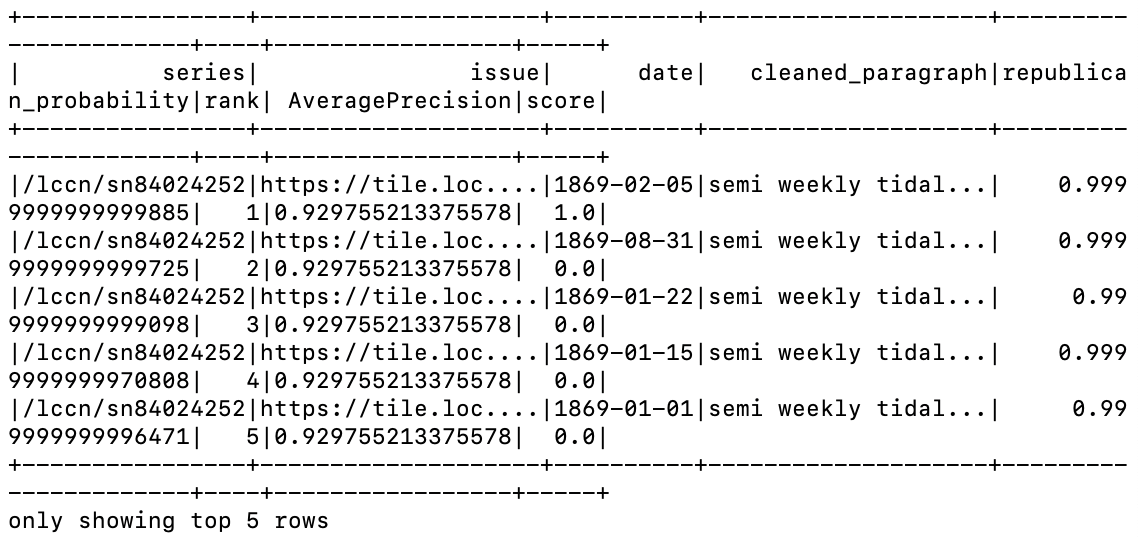 +----------------+--------------------+----------+--------------------+---------
-------------+----+------------------+-----+
|          series|               issue|      date|   cleaned_paragraph|republica
n_probability|rank|  AveragePrecision|score|
+----------------+--------------------+----------+--------------------+---------
-------------+----+------------------+-----+
|/lccn/sn84024252|https://tile.loc....|1869-02-05|semi weekly tidal...|    0.999
9999999999885|   1|0.929755213375578|  1.0|
|/lccn/sn84024252|https://tile.loc....|1869-08-31|semi weekly tidal...|    0.999
9999999999725|   2|0.929755213375578|  0.0|
|/lccn/sn84024252|https://tile.loc....|1869-01-22|semi weekly tidal...|     0.99
9999999999098|   3|0.929755213375578|  0.0|
|/lccn/sn84024252|https://tile.loc....|1869-01-15|semi weekly tidal...|    0.999
9999999970808|   4|0.929755213375578|  0.0|
|/lccn/sn84024252|https://tile.loc....|1869-01-01|semi weekly tidal...|     0.99
9999999996471|   5|0.929755213375578|  0.0|
+----------------+--------------------+----------+--------------------+---------
-------------+----+------------------+-----+
only showing top 5 rows